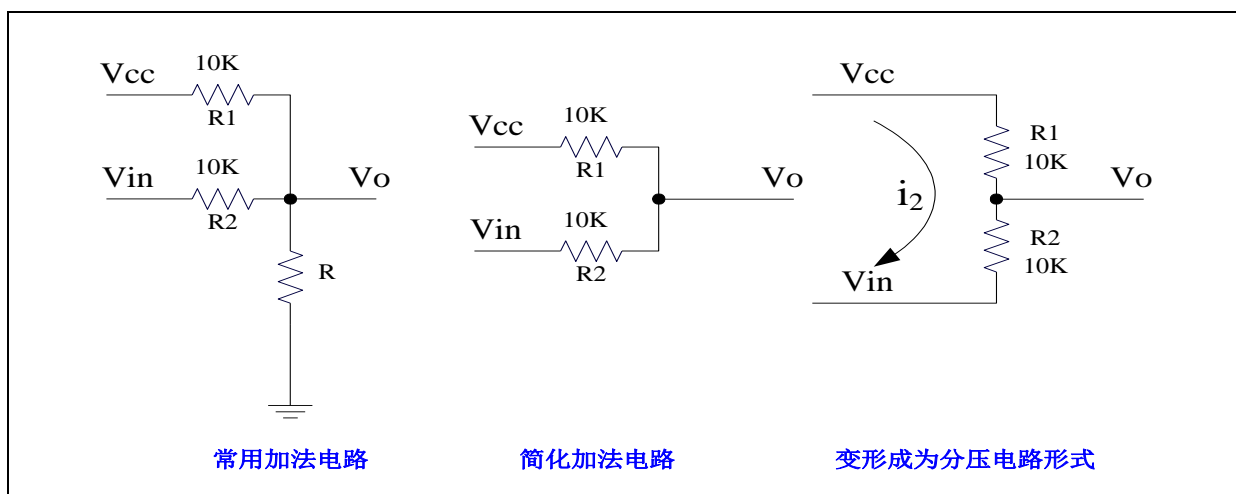 10K
Vcc
R1
10K
Vin
Vo
R2
R
常用加法电路
10K
Vcc
R1
Vo
10K
Vin
R2
简化加法电路
Vcc
R1
10K
Vo
i2
R2
10K
Vin
变形成为分压电路形式